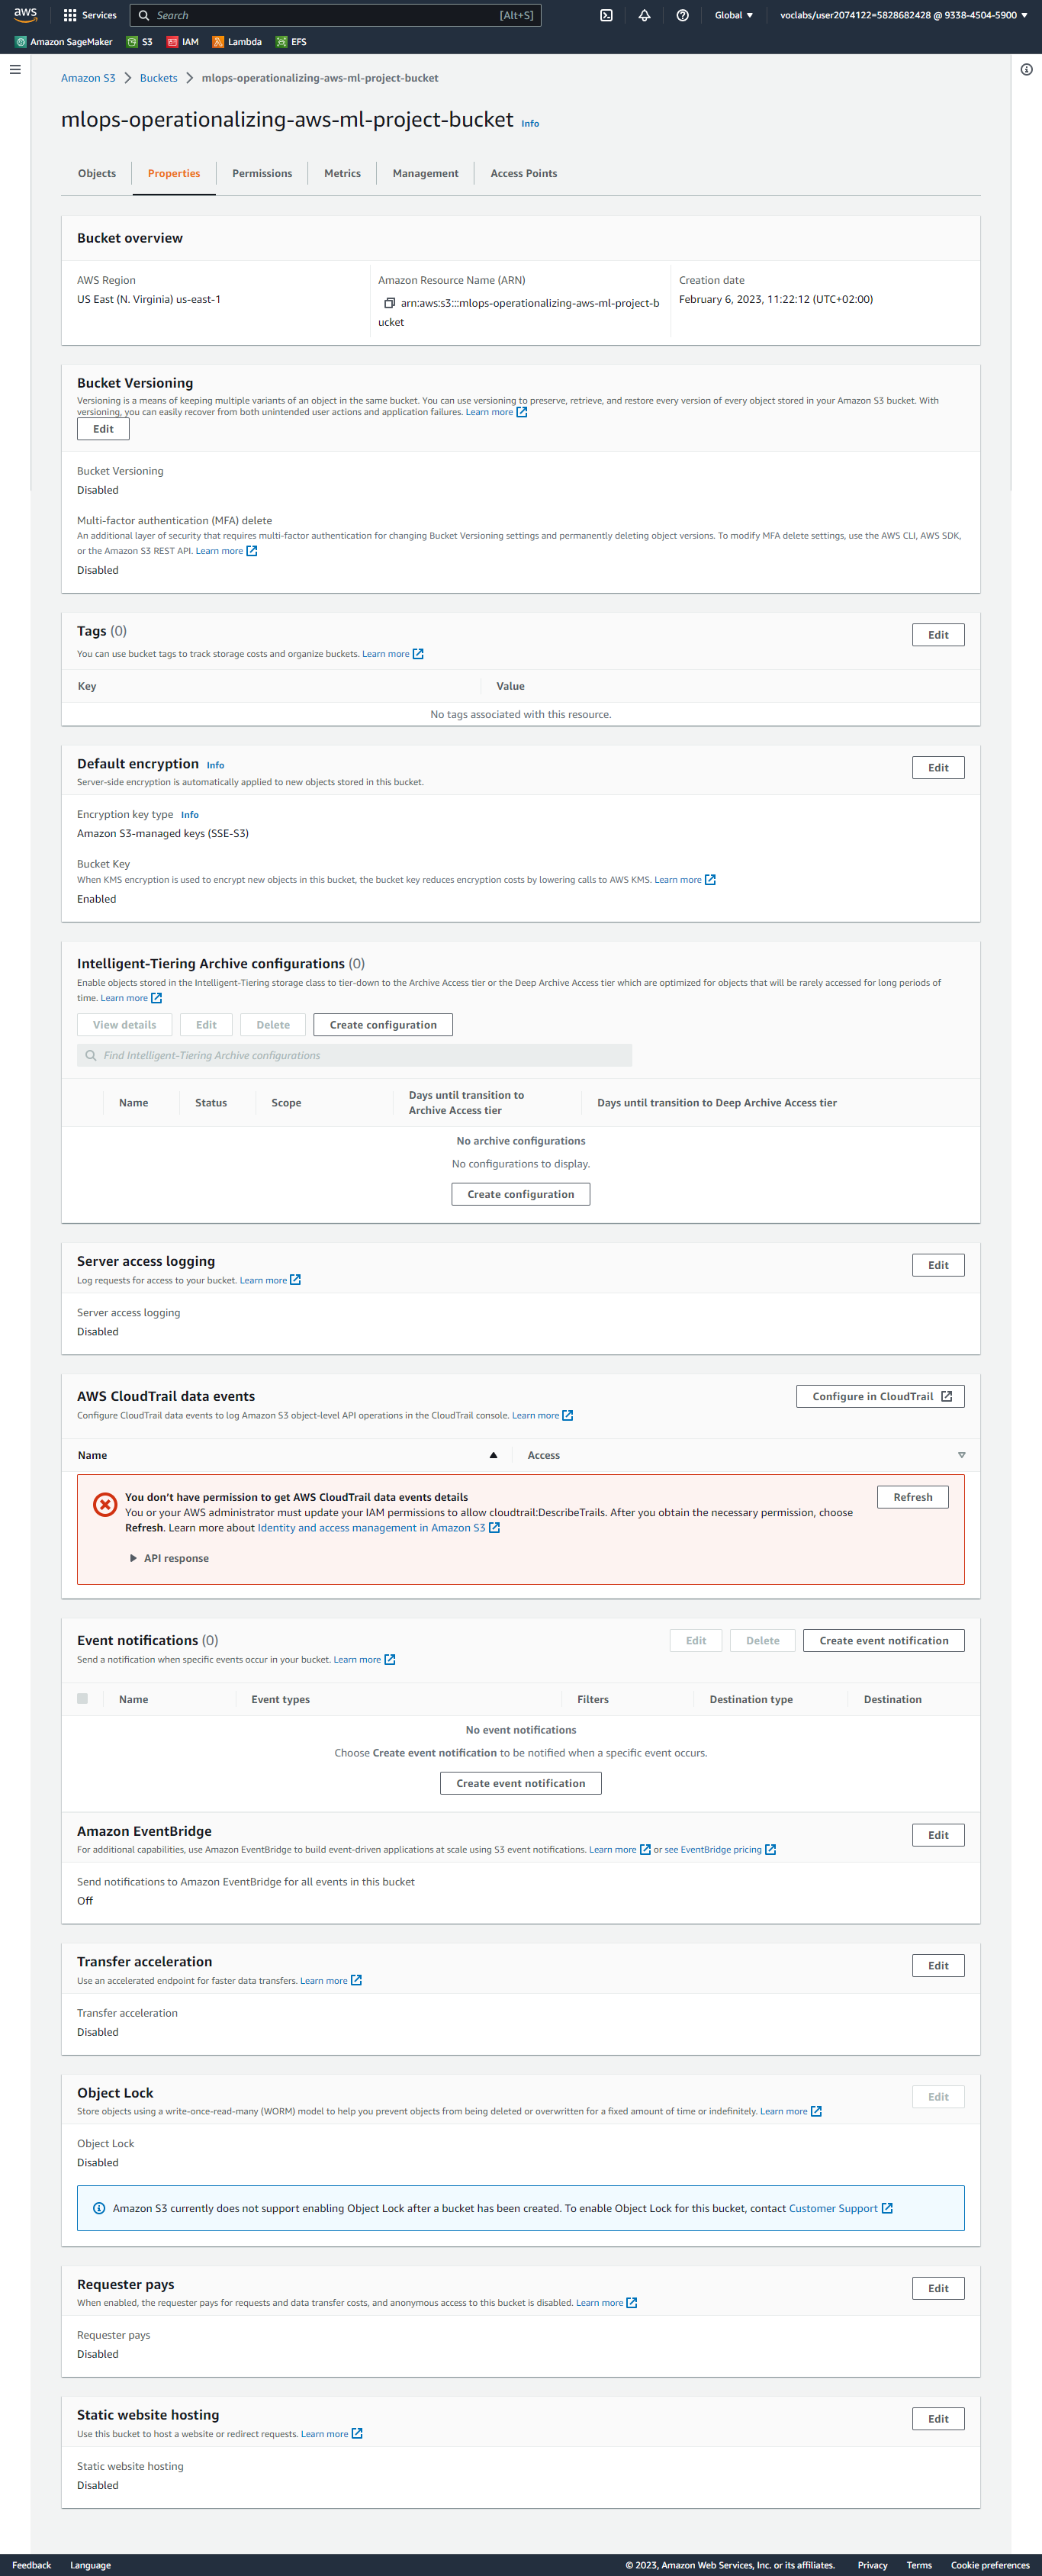 aws Services Search [Alt+S] Global ▼ voclabs/user2074122=5828682428 @ 9338-4504-5900 ▼
Amazon SageMaker S3 IAM Lambda EFS
Amazon S3 > Buckets > mlops-operationalizing-aws-ml-project-bucket
mlops-operationalizing-aws-ml-project-bucket Info
Objects Properties Permissions Metrics Management Access Points
Bucket overview
AWS Region Amazon Resource Name (ARN) Creation date
US East (N. Virginia) us-east-1 arn:aws:s3:::mlops-operationalizing-aws-ml-project-b February 6, 2023, 11:22:12 (UTC+02:00)
ucket
Bucket Versioning
Versioning is a means of keeping multiple variants of an object in the same bucket. You can use versioning to preserve, retrieve, and restore every version of every object stored in your Amazon S3 bucket. With
versioning, you can easily recover from both unintended user actions and application failures. Learn more
Edit
Bucket Versioning
Disabled
Multi-factor authentication (MFA) delete
An additional layer of security that requires multi-factor authentication for changing Bucket Versioning settings and permanently deleting object versions. To modify MFA delete settings, use the AWS CLI, AWS SDK,
or the Amazon S3 REST API. Learn more
Disabled
Tags (0) Edit
You can use bucket tags to track storage costs and organize buckets. Learn more
Key Value
No tags associated with this resource.
Default encryption Info Edit
Server-side encryption is automatically applied to new objects stored in this bucket.
Encryption key type Info
Amazon S3-managed keys (SSE-S3)
Bucket Key
When KMS encryption is used to encrypt new objects in this bucket, the bucket key reduces encryption costs by lowering calls to AWS KMS. Learn more
Enabled
Intelligent-Tiering Archive configurations (0)
Enable objects stored in the Intelligent-Tiering storage class to tier-down to the Archive Access tier or the Deep Archive Access tier which are optimized for objects that will be rarely accessed for long periods of
time. Learn more
View details Edit Delete Create configuration
Find Intelligent-Tiering Archive configurations
Name Status Scope Days until transition to Days until transition to Deep Archive Access tier
Archive Access tier
No archive configurations
No configurations to display.
Create configuration
Server access logging Edit
Log requests for access to your bucket. Learn more
Server access logging
Disabled
AWS CloudTrail data events Configure in CloudTrail
Configure CloudTrail data events to log Amazon S3 object-level API operations in the CloudTrail console. Learn more
Name Access
You don't have permission to get AWS CloudTrail data events details Refresh
You or your AWS administrator must update your IAM permissions to allow cloudtrail:DescribeTrails. After you obtain the necessary permission, choose
Refresh. Learn more about Identity and access management in Amazon S3
API response
Event notifications (0) Edit Delete Create event notification
Send a notification when specific events occur in your bucket. Learn more
Name Event types Filters Destination type Destination
No event notifications
Choose Create event notification to be notified when a specific event occurs.
Create event notification
Amazon EventBridge Edit
For additional capabilities, use Amazon EventBridge to build event-driven applications at scale using S3 event notifications. Learn more or see EventBridge pricing
Send notifications to Amazon EventBridge for all events in this bucket
Off
Transfer acceleration Edit
Use an accelerated endpoint for faster data transfers. Learn more
Transfer acceleration
Disabled
Object Lock Edit
Store objects using a write-once-read-many (WORM) model to help you prevent objects from being deleted or overwritten for a fixed amount of time or indefinitely. Learn more
Object Lock
Disabled
Amazon S3 currently does not support enabling Object Lock after a bucket has been created. To enable Object Lock for this bucket, contact Customer Support
Requester pays Edit
When enabled, the requester pays for requests and data transfer costs, and anonymous access to this bucket is disabled. Learn more
Requester pays
Disabled
Static website hosting Edit
Use this bucket to host a website or redirect requests. Learn more
Static website hosting
Disabled
Feedback Language © 2023, Amazon Web Services, Inc. or its affiliates. Privacy Terms Cookie preferences